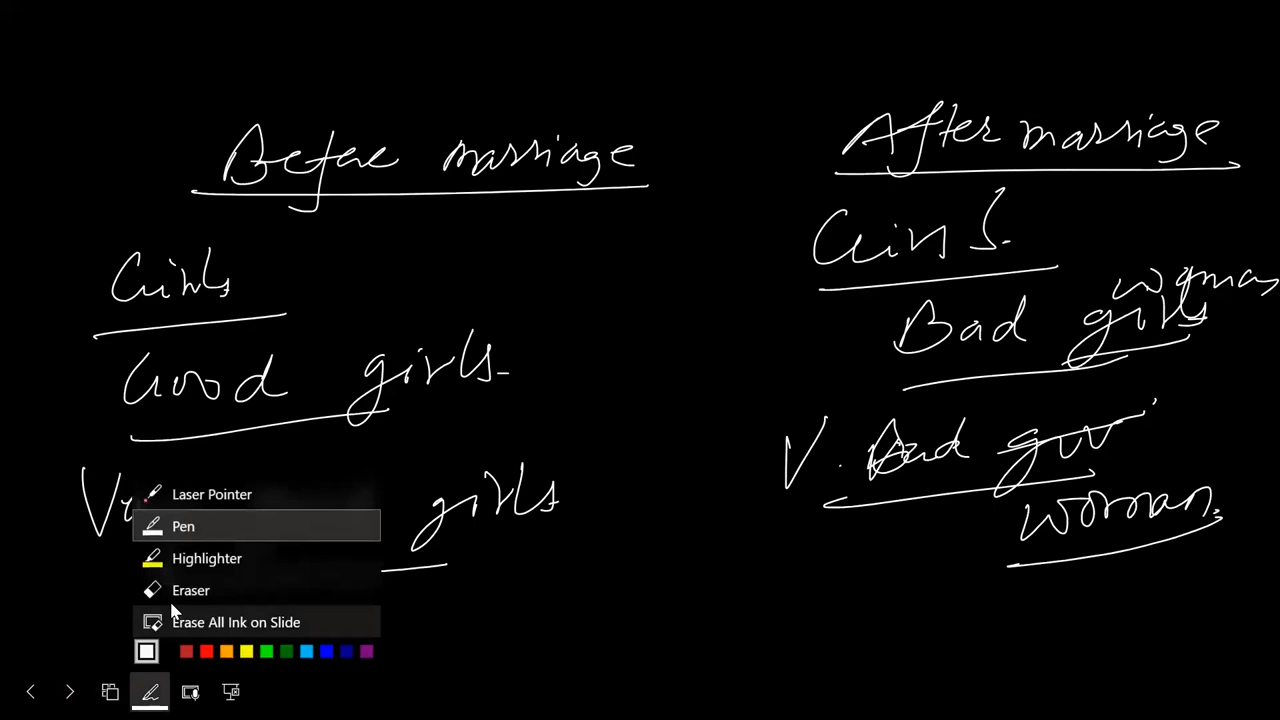 Before marriage
Girls
Good girls
girls
After marriage
Girls
woman
Bad girls
V. Bad
woman
Laser Pointer
Pen
Highlighter
Eraser
Erase All Ink on Slide